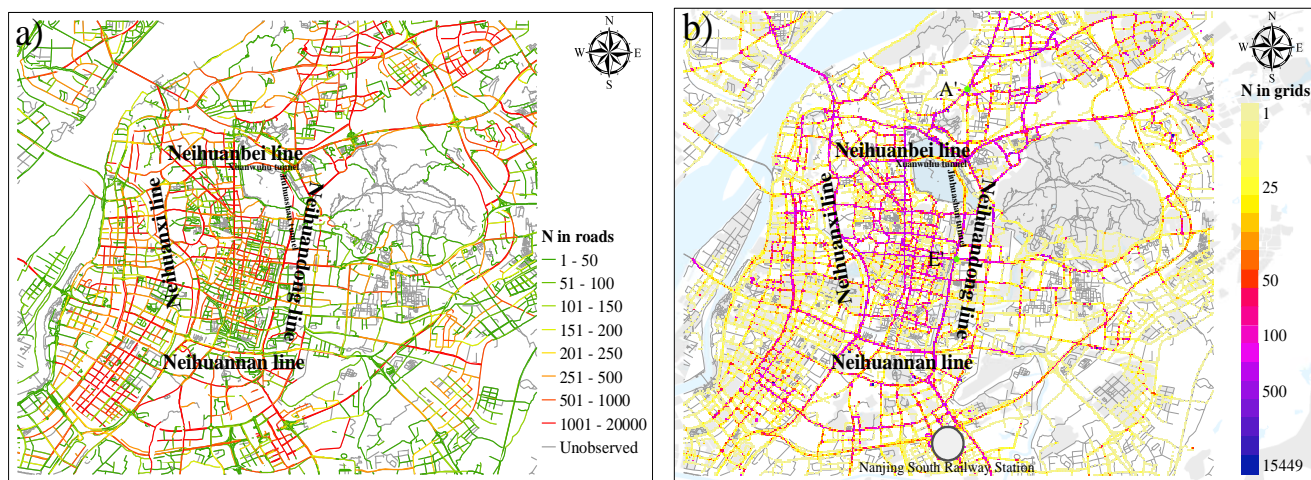 a)
N
W E
S
Neihuanbei line
Xuanwuhu tunnel
Jiuhuashan tunnel
Neihuanxi line
Neihuandong line
Neihuannan line
N in roads
1 - 50
51 - 100
101 - 150
151 - 200
201 - 250
251 - 500
501 - 1000
1001 - 20000
Unobserved
b)
N
W E
S
A'
Neihuanbei line
Xuanwuhu tunnel
Jiuhuashan tunnel
Neihuanxi line
E'
Neihuandong line
Neihuannan line
Nanjing South Railway Station
N in grids
1
25
50
100
500
15449